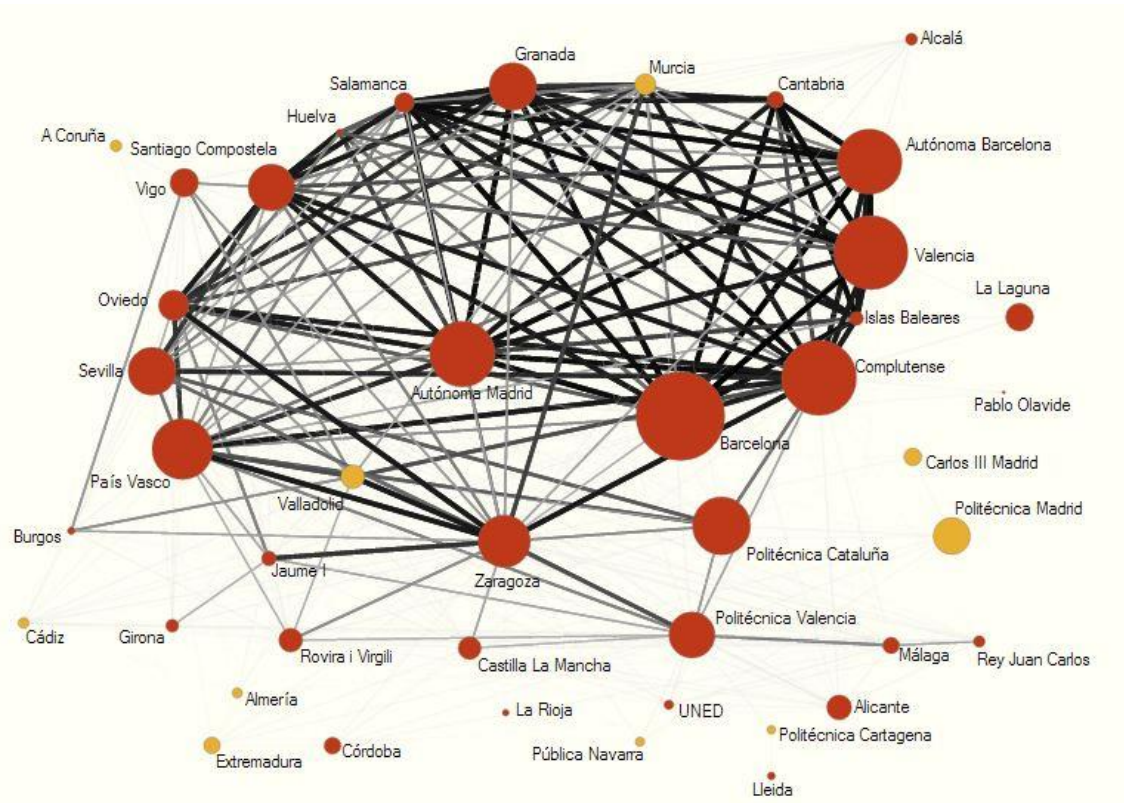 Alcalá
Granada
Murcia
Salamanca
Cantabria
Huelva
A Coruña
Santiago Compostela
Autónoma Barcelona
Vigo
Valencia
La Laguna
Oviedo
Islas Baleares
Sevilla
Complutense
Autónoma Madrid
Pablo Olavide
Barcelona
Carlos III Madrid
País Vasco
Valladolid
Politécnica Madrid
Burgos
Politécnica Cataluña
Jaume I
Zaragoza
Politécnica Valencia
Cádiz
Girona
Rovira i Virgili
Castilla La Mancha
Málaga
Rey Juan Carlos
Almería
La Rioja
UNED
Alicante
Politécnica Cartagena
Extremadura
Córdoba
Pública Navarra
Lleida